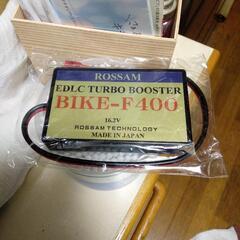 ROSSAM
EDLC TURBO BOOSTER
BIKE-F400
16.2V
ROSSAM TECHNOLOGY
MADE IN JAPAN